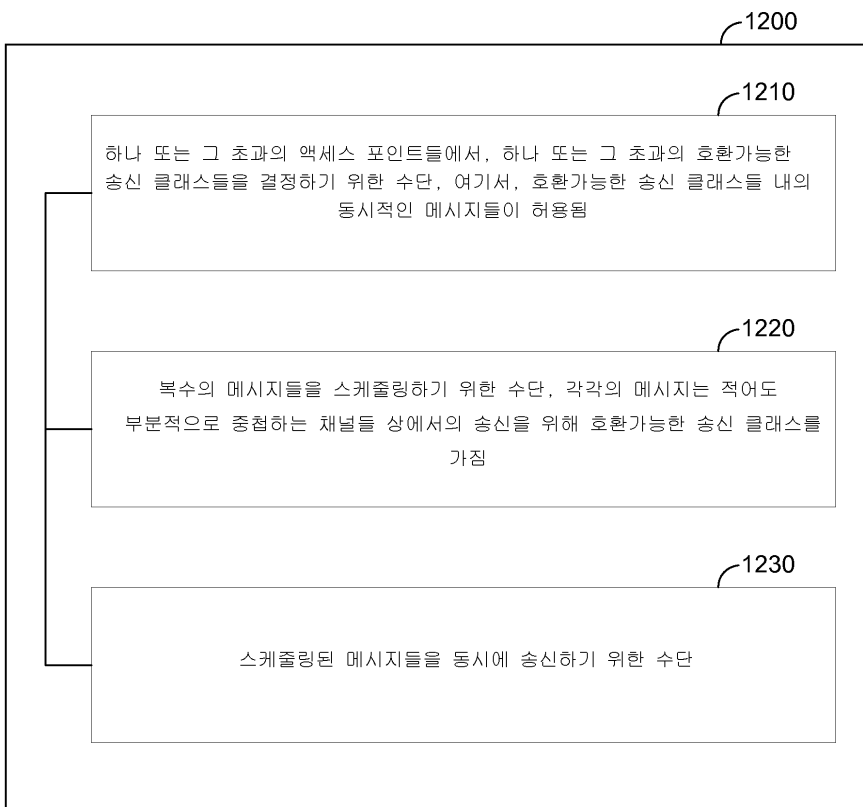 1200
1210
하나 또는 그 초과의 액세스 포인트들에서, 하나 또는 그 초과의 호환가능한
송신 클래스들을 결정하기 위한 수단, 여기서, 호환가능한 송신 클래스들 내의
동시적인 메시지들이 허용됨
1220
복수의 메시지들을 스케줄링하기 위한 수단, 각각의 메시지는 적어도
부분적으로 중첩하는 채널들 상에서의 송신을 위해 호환가능한 송신 클래스를
가짐
1230
스케줄링된 메시지들을 동시에 송신하기 위한 수단